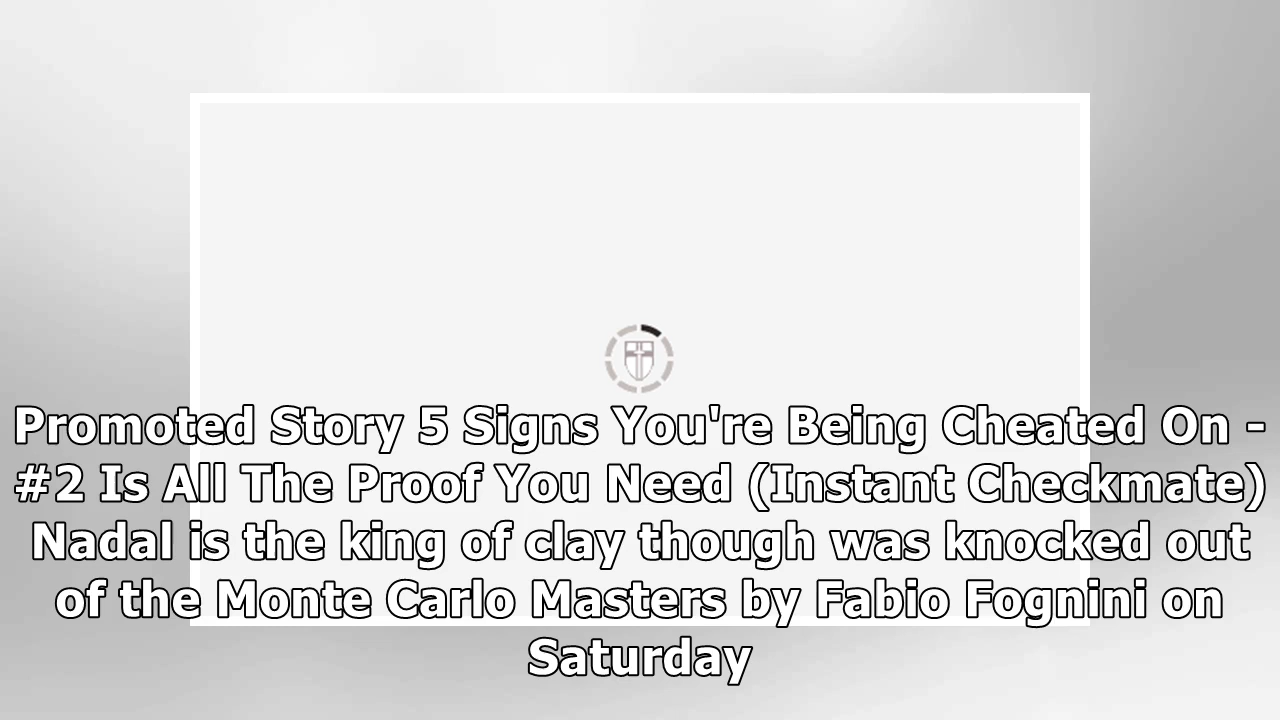 Promoted Story 5 Signs You're Being Cheated On -
#2 Is All The Proof You Need (Instant Checkmate)
Nadal is the king of clay though was knocked out
of the Monte Carlo Masters by Fabio Fognini on
Saturday